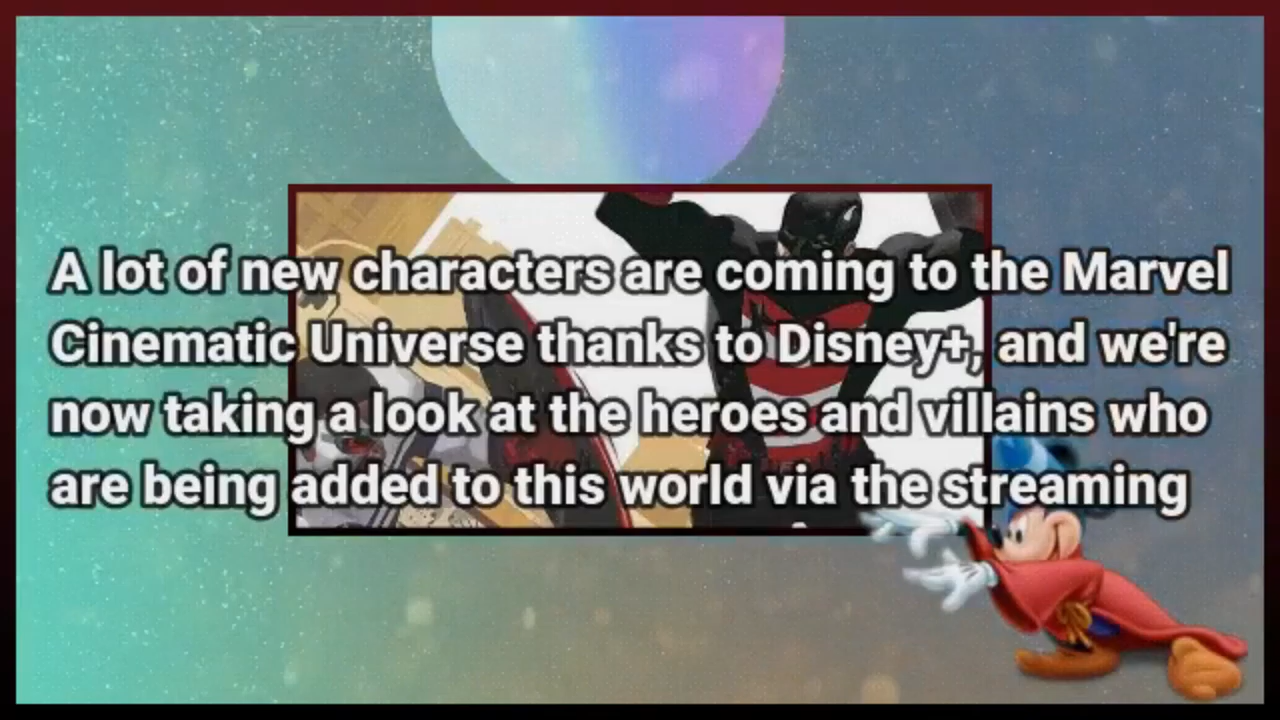 A lot of new characters are coming to the Marvel
Cinematic Universe thanks to Disney+, and we're
now taking a look at the heroes and villains who
are being added to this world via the streaming